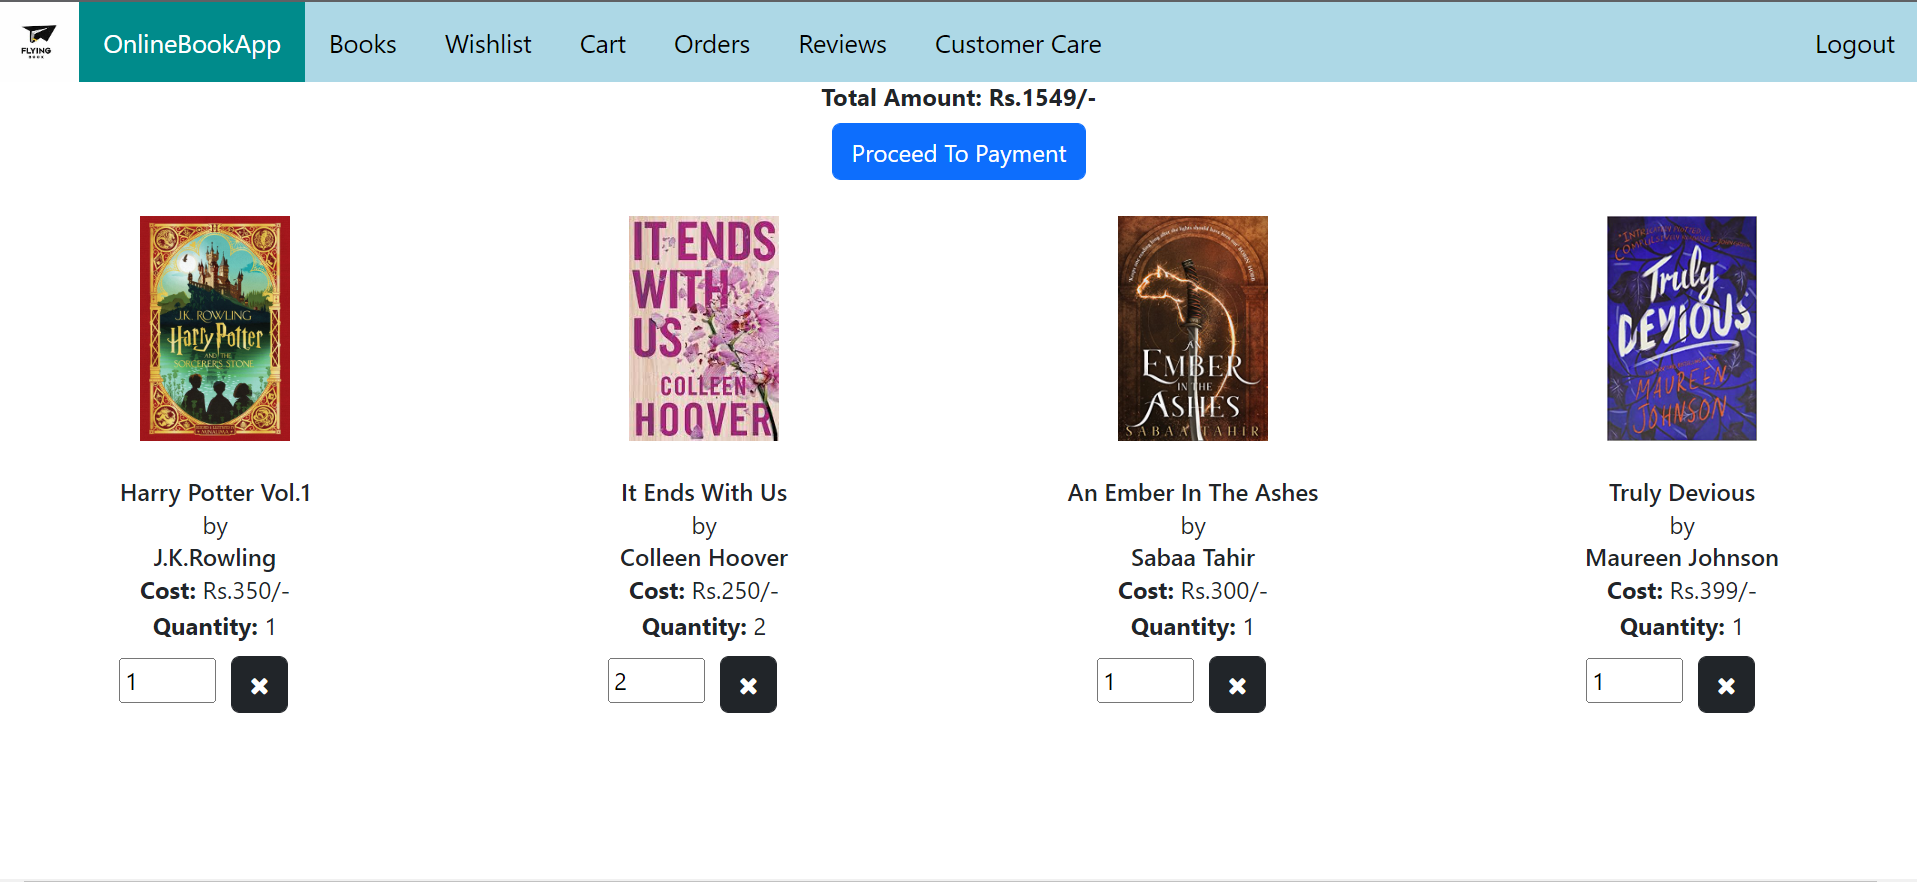 FLYING
BOOK
OnlineBookApp Books Wishlist Cart Orders Reviews Customer Care Logout
Total Amount: Rs.1549/-
Proceed To Payment
J.K. ROWLING
Harry Potter
AND THE
SORCERER'S STONE
IT ENDS
WITH
US
COLLEEN
HOOVER
AN
EMBER
IN THE
ASHES
SABAA TAHIR
Truly
DEVIOUS
MAUREEN
JOHNSON
Harry Potter Vol.1
by
J.K.Rowling
Cost: Rs.350/-
Quantity: 1
1
It Ends With Us
by
Colleen Hoover
Cost: Rs.250/-
Quantity: 2
2
An Ember In The Ashes
by
Sabaa Tahir
Cost: Rs.300/-
Quantity: 1
1
Truly Devious
by
Maureen Johnson
Cost: Rs.399/-
Quantity: 1
1